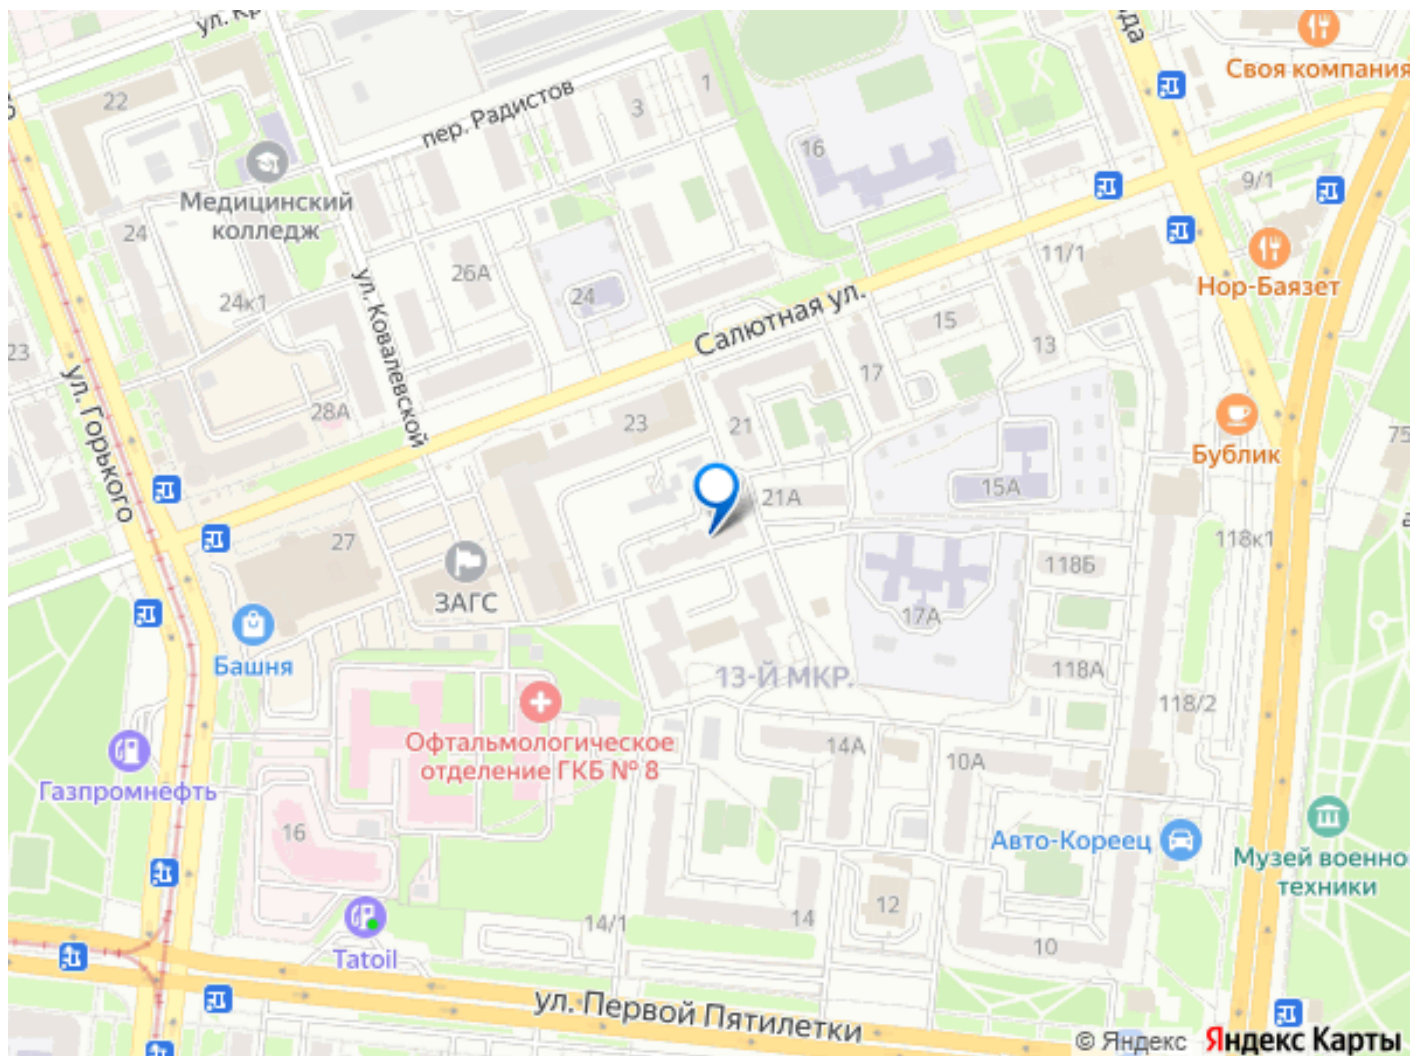 ул. Кр
22
пер. Радистов
3
1
Медицинский
колледж
24
24к1
26А
24
16
Своя компания
9/1
11/1
Нор-Баязет
23
ул. Горького
ул. Ковалевской
28А
Салютная ул.
15
13
17
23
21
Бублик
75
27
21А
15А
118к1
ЗАГС
118Б
17А
Башня
13-Й МКР.
118А
118/2
Офтальмологическое
отделение ГКБ № 8
14А
10А
Газпромнефть
16
Авто-Кореец
Музей военно
техники
12
14/1
14
10
Tatoil
ул. Первой Пятилетки
© Яндекс Яндекс Карты